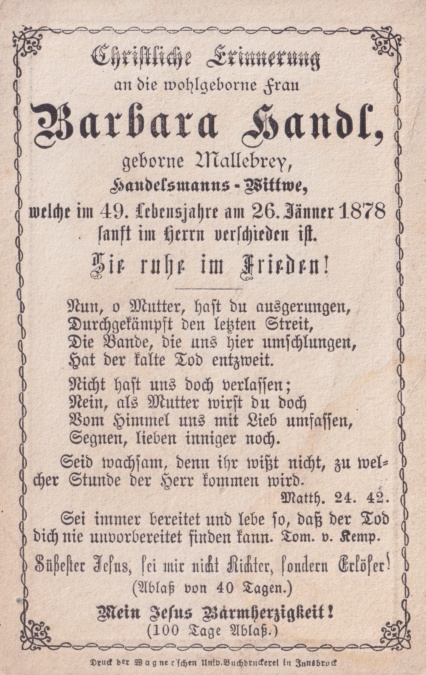 Christliche Erinnerung
an die wohlgeborne Frau
Barbara Handl,
geborne Mallebrey,
Handelsmanns-Wittwe,
welche im 49. Lebensjahre am 26. Jänner 1878
sanft im Herrn verschieden ist.
Sie ruhe im Frieden!
Nun, o Mutter, hast du ausgerungen,
Durchgekämpft den letzten Streit,
Die Bande, die uns hier umschlungen,
Hat der kalte Tod entzweit.
Nicht hast uns doch verlassen;
Nein, als Mutter wirst du doch
Vom Himmel uns mit Lieb umfassen,
Segnen, lieben inniger noch.
Seid wachsam, denn ihr wißt nicht, zu wel-
cher Stunde der Herr kommen wird.
Matth. 24. 42.
Sei immer bereitet und lebe so, daß der Tod
dich nie unvorbereitet finden kann. Tom. v. Kemp.
Süßester Jesus, sei mir nicht Richter, sondern Erlöser!
(Ablaß von 40 Tagen.)
Mein Jesus Barmherzigkeit!
(100 Tage Ablaß.)
Druck der Wagner'schen Univ. Buchdruckerei in Innsbruck